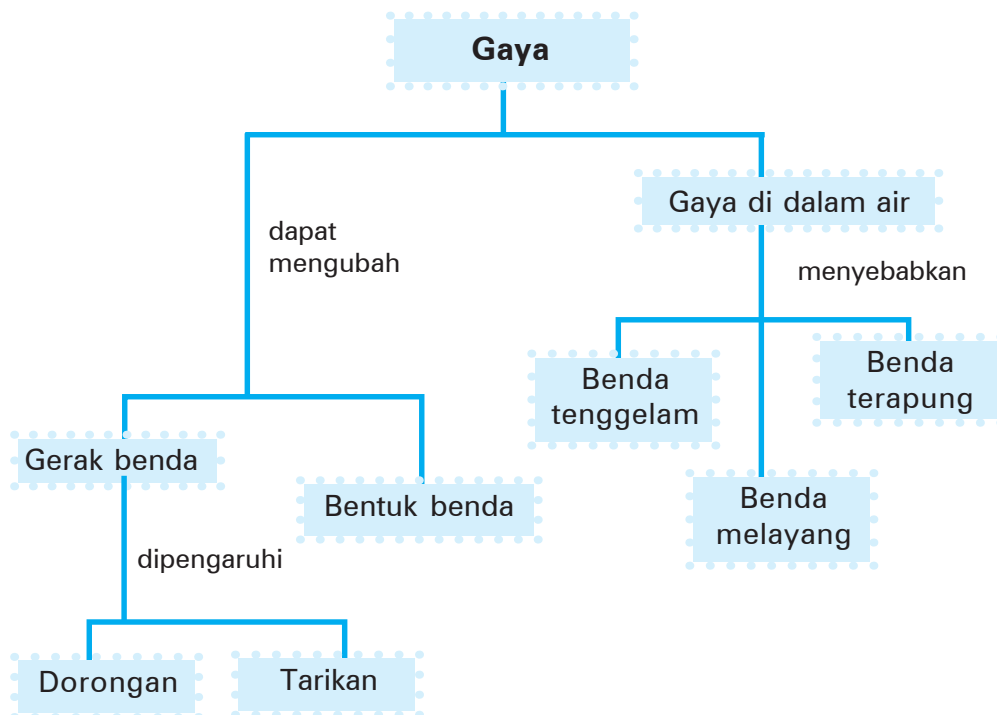 Gaya
Gaya di dalam air
dapat
mengubah
menyebabkan
Benda
tenggelam
Benda
terapung
Gerak benda
Bentuk benda
Benda
melayang
dipengaruhi
Dorongan
Tarikan